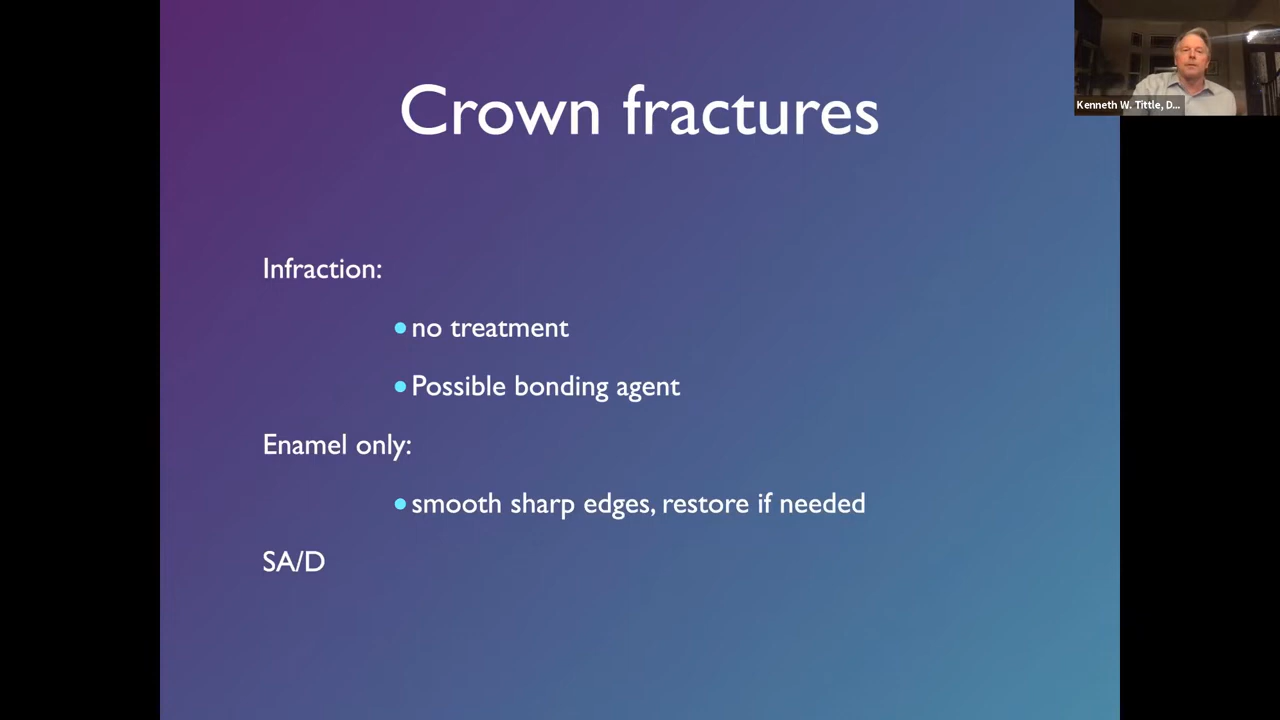 Crown fractures
Kenneth W. Tittle, D...
Infraction:
•no treatment
•Possible bonding agent
Enamel only:
•smooth sharp edges, restore if needed
SA/D